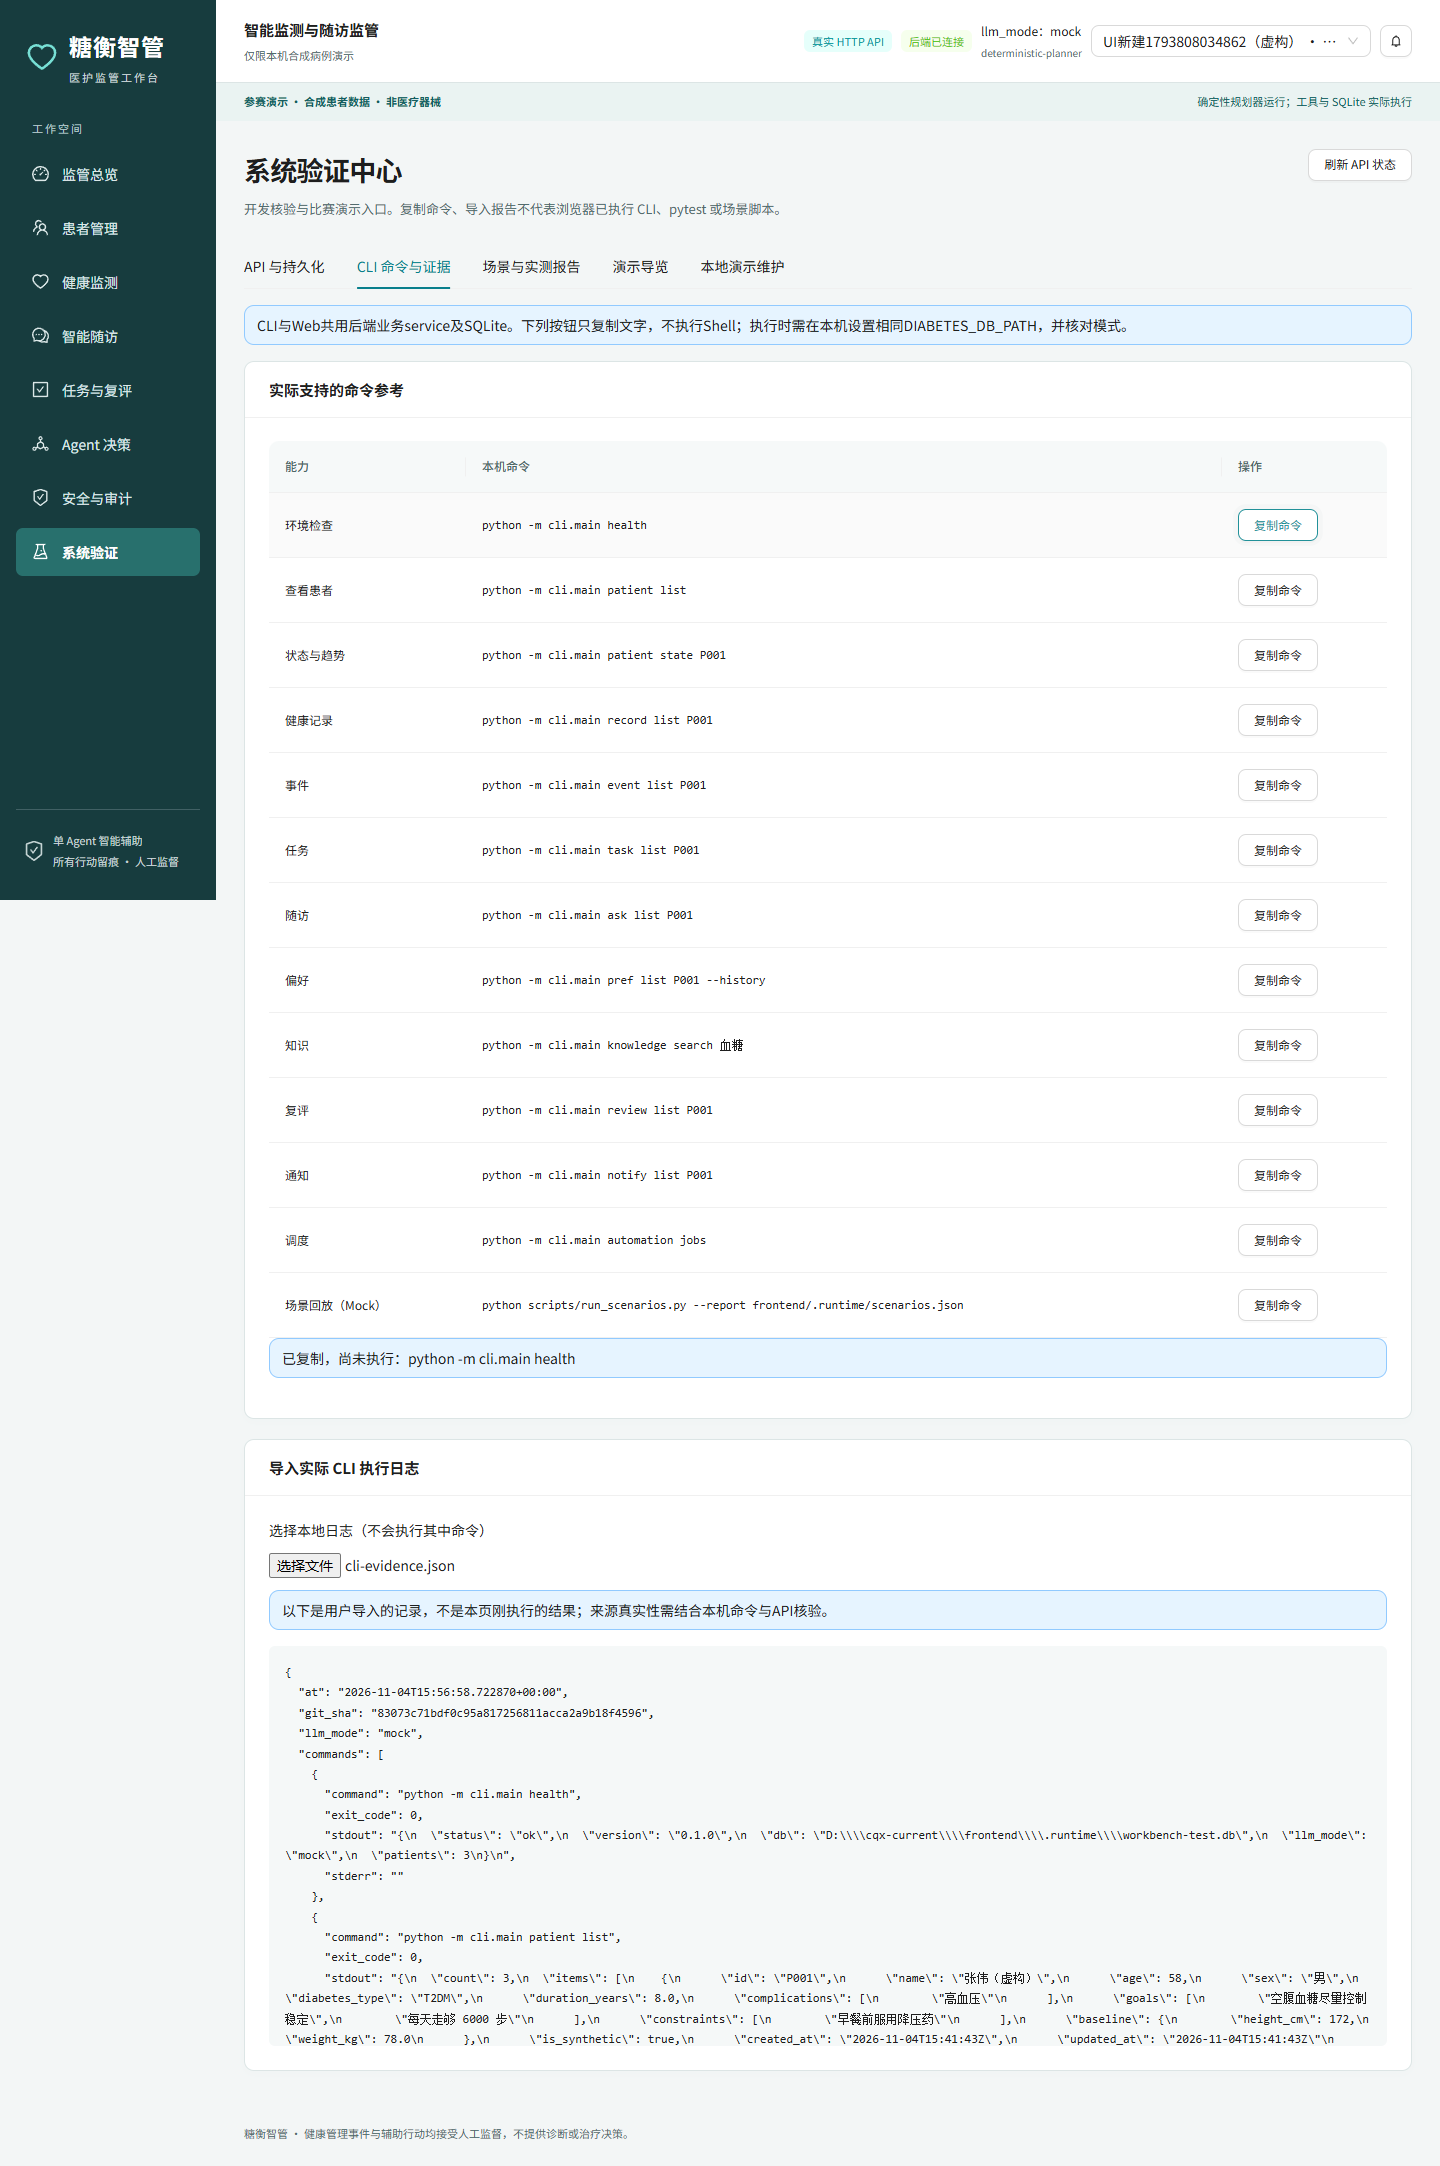 糖衡智管
医护监管工作台
工作空间
监管总览
患者管理
健康监测
智能随访
任务与复评
Agent 决策
安全与审计
系统验证
单 Agent 智能辅助
所有行动留痕 · 人工监督
智能监测与随访监管
仅限本机合成病例演示
真实 HTTP API
后端已连接
llm_mode：mock
deterministic-planner
UI新建1793808034862（虚构） · ···
参赛演示 · 合成患者数据 · 非医疗器械
确定性规划器运行；工具与 SQLite 实际执行
系统验证中心
刷新 API 状态
开发核验与比赛演示入口。复制命令、导入报告不代表浏览器已执行 CLI、pytest 或场景脚本。
API 与持久化
CLI 命令与证据
场景与实测报告
演示导览
本地演示维护
CLI与Web共用后端业务service及SQLite。下列按钮只复制文字，不执行Shell；执行时需在本机设置相同DIABETES_DB_PATH，并核对模式。
实际支持的命令参考
能力 本机命令 操作
环境检查 python -m cli.main health 复制命令
查看患者 python -m cli.main patient list 复制命令
状态与趋势 python -m cli.main patient state P001 复制命令
健康记录 python -m cli.main record list P001 复制命令
事件 python -m cli.main event list P001 复制命令
任务 python -m cli.main task list P001 复制命令
随访 python -m cli.main ask list P001 复制命令
偏好 python -m cli.main pref list P001 --history 复制命令
知识 python -m cli.main knowledge search 血糖 复制命令
复评 python -m cli.main review list P001 复制命令
通知 python -m cli.main notify list P001 复制命令
调度 python -m cli.main automation jobs 复制命令
场景回放（Mock） python scripts/run_scenarios.py --report frontend/.runtime/scenarios.json 复制命令
已复制，尚未执行：python -m cli.main health
导入实际 CLI 执行日志
选择本地日志（不会执行其中命令）
选择文件 cli-evidence.json
以下是用户导入的记录，不是本页刚执行的结果；来源真实性需结合本机命令与API核验。
{
"at": "2026-11-04T15:56:58.722870+00:00",
"git_sha": "83073c71bdf0c95a817256811acca2a9b18f4596",
"llm_mode": "mock",
"commands": [
{
"command": "python -m cli.main health",
"exit_code": 0,
"stdout": "{\n  \"status\": \"ok\",\n  \"version\": \"0.1.0\",\n  \"db\": \"D:\\\\cqx-current\\\\frontend\\\\.runtime\\\\workbench-test.db\",\n  \"llm_mode\":
\"mock\",\n  \"patients\": 3\n}\n",
"stderr": ""
},
{
"command": "python -m cli.main patient list",
"exit_code": 0,
"stdout": "{\n  \"count\": 3,\n  \"items\": [\n    {\n      \"id\": \"P001\",\n      \"name\": \"张伟（虚构）\",\n      \"age\": 58,\n      \"sex\": \"男\",\n
\"diabetes_type\": \"T2DM\",\n      \"duration_years\": 8.0,\n      \"complications\": [\n        \"高血压\"\n      ],\n      \"goals\": [\n        \"空腹血糖尽量控制
稳定\",\n        \"每天走够 6000 步\"\n      ],\n      \"constraints\": [\n        \"早餐前服用降压药\"\n      ],\n      \"baseline\": {\n        \"height_cm\": 172,\n
\"weight_kg\": 78.0\n      },\n      \"is_synthetic\": true,\n      \"created_at\": \"2026-11-04T15:41:43Z\",\n      \"updated_at\": \"2026-11-04T15:41:43Z\"\n
糖衡智管 · 健康管理事件与辅助行动均接受人工监督，不提供诊断或治疗决策。